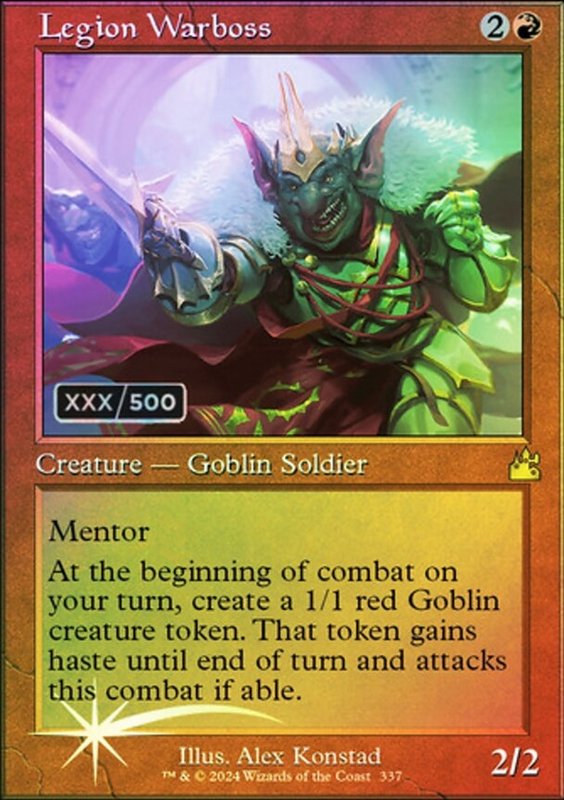 Legion Warboss 2
XXX/500
Creature — Goblin Soldier
Mentor
At the beginning of combat on
your turn, create a 1/1 red Goblin
creature token. That token gains
haste until end of turn and attacks
this combat if able.
Illus. Alex Konstad
™ & © 2024 Wizards of the Coast 337
2/2